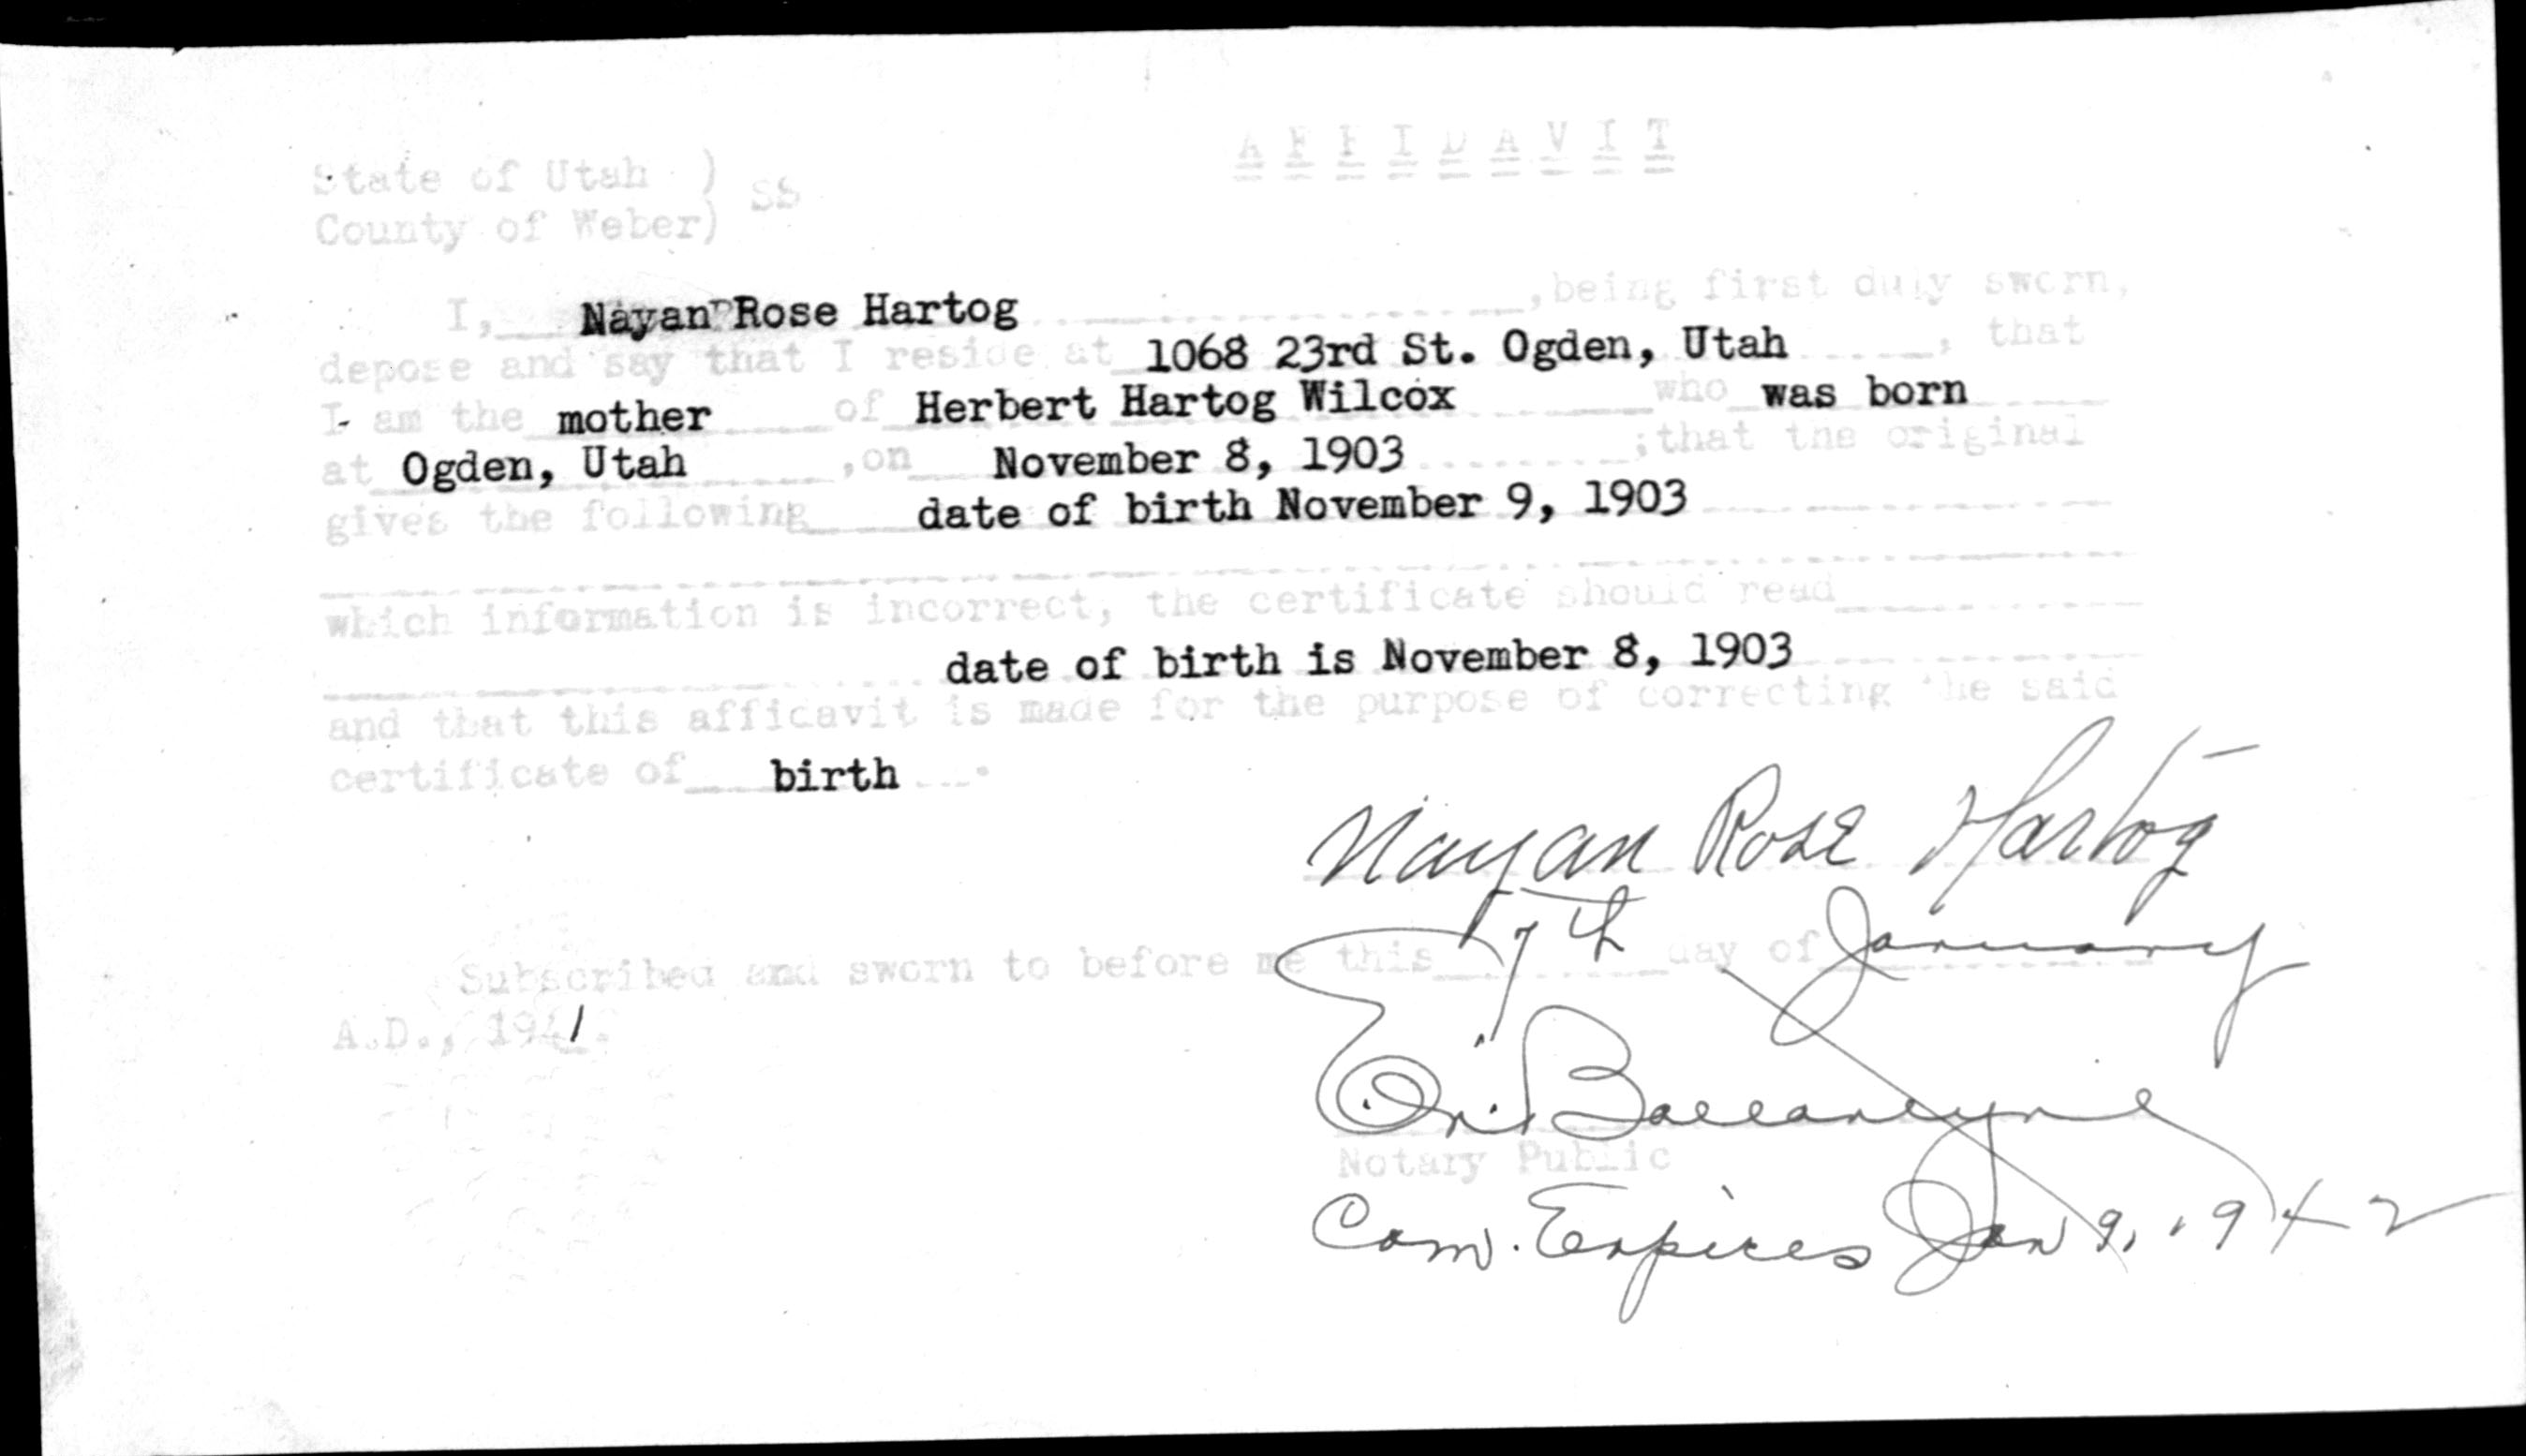 AFFIDAVIT
State of Utah )
SS
County of Weber)
I, Nayan Rose Hartog, being first duly sworn,
depose and say that I reside at 1068 23rd St. Ogden, Utah, that
I am the mother of Herbert Hartog Wilcox who was born
at Ogden, Utah, on November 8, 1903; that the original
gives the following date of birth November 9, 1903
which information is incorrect, the certificate should read
date of birth is November 8, 1903
and that this affidavit is made for the purpose of correcting the said
certificate of birth.
Nayan Rose Hartog
Subscribed and sworn to before me this 7th day of January
A.D., 1941.
Ballantyne
Notary Public
Com. Expires Jan 9, 1942